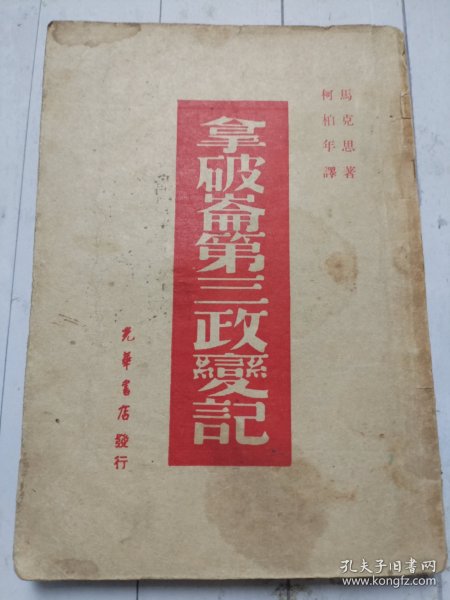 馬克思著
柯柏年譯
拿破崙第三政變記
光華書店發行
孔夫子旧书网
www.kongfz.com